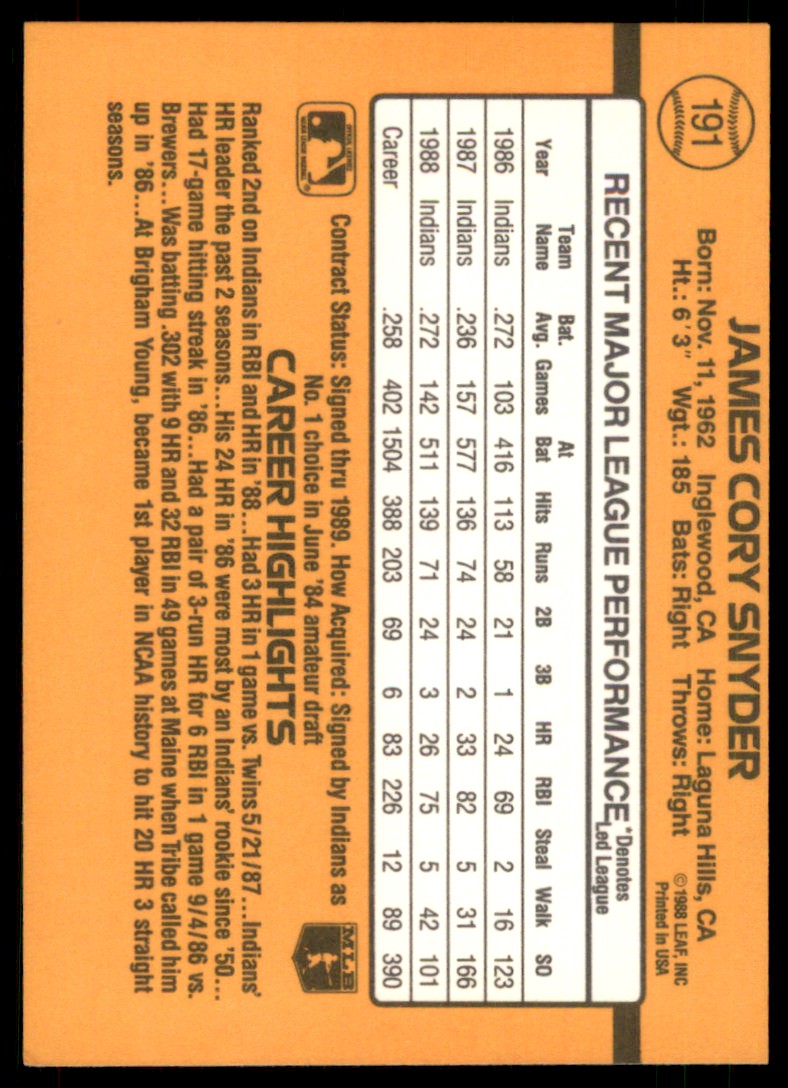 191
JAMES CORY SNYDER
Born: Nov. 11, 1962 Inglewood, CA Home: Laguna Hills, CA
Ht.: 6'3" Wgt.: 185 Bats: Right Throws: Right
©1988 LEAF, INC
Printed in USA
RECENT MAJOR LEAGUE PERFORMANCE *Denotes Led League
Year Team Name Bat. Avg. Games At Bat Hits Runs 2B 3B HR RBI Steal Walk SO
1986 Indians .272 103 416 113 58 21 1 24 69 2 16 123
1987 Indians .236 157 577 136 74 24 2 33 82 5 31 166
1988 Indians .272 142 511 139 71 24 3 26 75 5 42 101
Career .258 402 1504 388 203 69 6 83 226 12 89 390
Contract Status: Signed thru 1989. How Acquired: Signed by Indians as
No. 1 choice in June '84 amateur draft
MLB
CAREER HIGHLIGHTS
Ranked 2nd on Indians in RBI and HR in '88...Had 3 HR in 1 game vs. Twins 5/21/87...Indians'
HR leader the past 2 seasons...His 24 HR in '86 were most by an Indians' rookie since '50...
Had 17-game hitting streak in '86...Had a pair of 3-run HR for 6 RBI in 1 game 9/4/86 vs.
Brewers...Was batting .302 with 9 HR and 32 RBI in 49 games at Maine when Tribe called him
up in '86...At Brigham Young, became 1st player in NCAA history to hit 20 HR 3 straight
seasons.